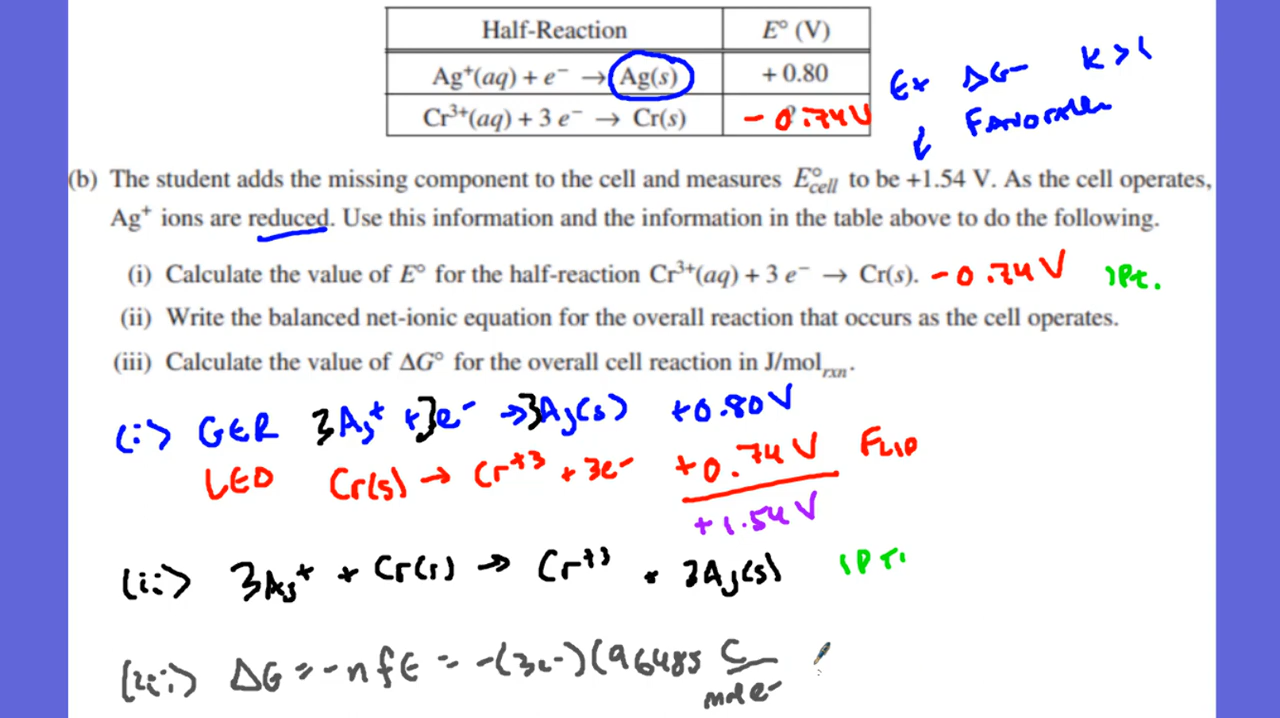 Half-Reaction E° (V)
Ag⁺(aq) + e⁻ → Ag(s) + 0.80
Cr³⁺(aq) + 3 e⁻ → Cr(s) - 0.74V
E+ ΔG- K>1
Favorable
(b) The student adds the missing component to the cell and measures E°cell to be +1.54 V. As the cell operates,
Ag⁺ ions are reduced. Use this information and the information in the table above to do the following.
(i) Calculate the value of E° for the half-reaction Cr³⁺(aq) + 3 e⁻ → Cr(s). -0.74V 1Pt.
(ii) Write the balanced net-ionic equation for the overall reaction that occurs as the cell operates.
(iii) Calculate the value of ΔG° for the overall cell reaction in J/mol_rxn.
(i) GER 3Ag⁺ + 3e⁻ → 3Ag(s) +0.80V
LEO Cr(s) → Cr⁺³ + 3e⁻ +0.74V FLIP
+1.54V
(ii) 3Ag⁺ + Cr(s) → Cr⁺³ + 3Ag(s) 1PT.
(iii) ΔG = -nfE = -(3e-)(96485 C
mol e-